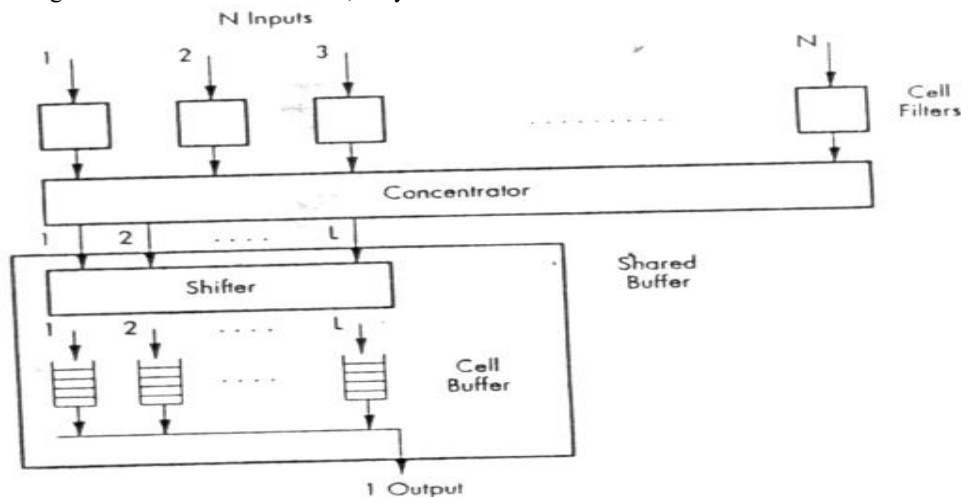 N Inputs
1 2 3 N
Cell
Filters
Concentrator
1 2 . . . . L
Shared
Buffer
Shifter
1 2 . . . . L
Cell
Buffer
1 Output